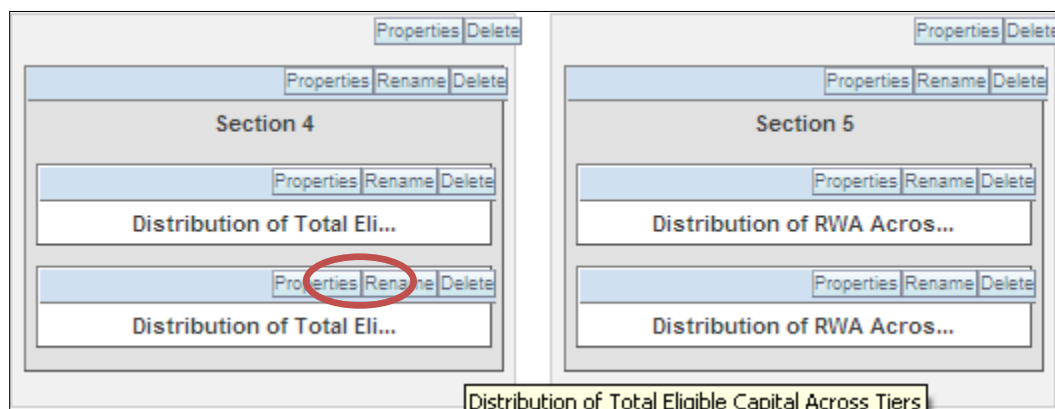 Properties Delete
Properties Rename Delete
Section 4
Properties Rename Delete
Distribution of Total Eli...
Properties Rename Delete
Distribution of Total Eli...
Properties Delete
Properties Rename Delete
Section 5
Properties Rename Delete
Distribution of RWA Acros...
Properties Rename Delete
Distribution of RWA Acros...
Distribution of Total Eligible Capital Across Tiers